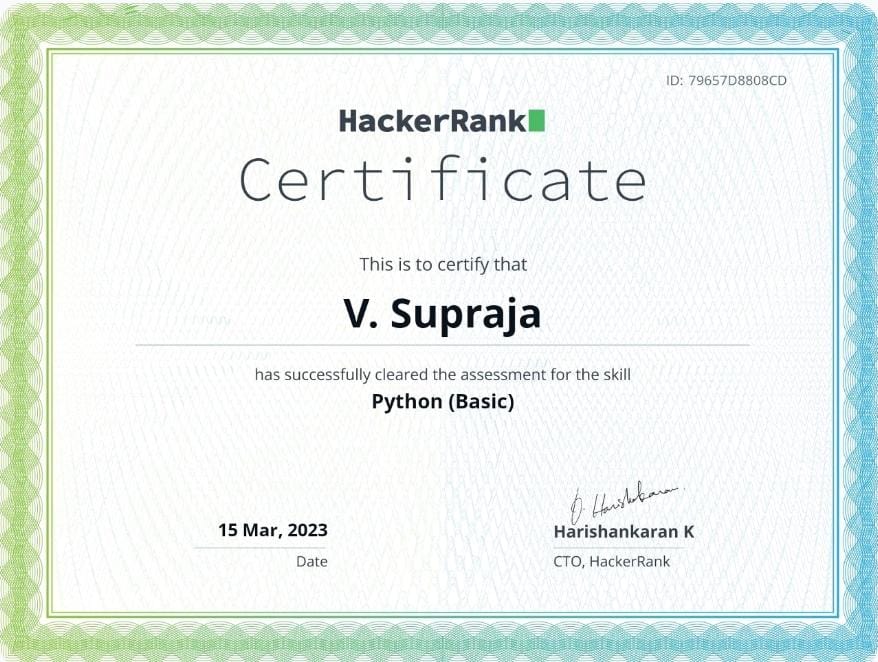 ID: 79657D8808CD
HackerRank
Certificate
This is to certify that
V. Supraja
has successfully cleared the assessment for the skill
Python (Basic)
Harishankaran
15 Mar, 2023
Harishankaran K
Date
CTO, HackerRank